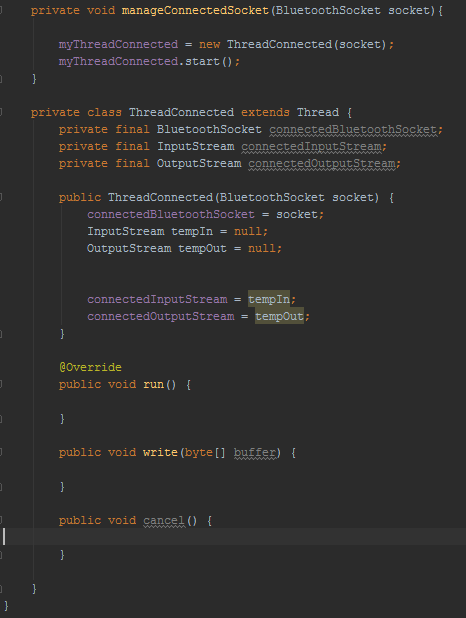 private void manageConnectedSocket(BluetoothSocket socket){
myThreadConnected = new ThreadConnected(socket);
myThreadConnected.start();
}
private class ThreadConnected extends Thread {
private final BluetoothSocket connectedBluetoothSocket;
private final InputStream connectedInputStream;
private final OutputStream connectedOutputStream;
public ThreadConnected(BluetoothSocket socket) {
connectedBluetoothSocket = socket;
InputStream tempIn = null;
OutputStream tempOut = null;
connectedInputStream = tempIn;
connectedOutputStream = tempOut;
}
@Override
public void run() {
}
public void write(byte[] buffer) {
}
public void cancel() {
}
}
}